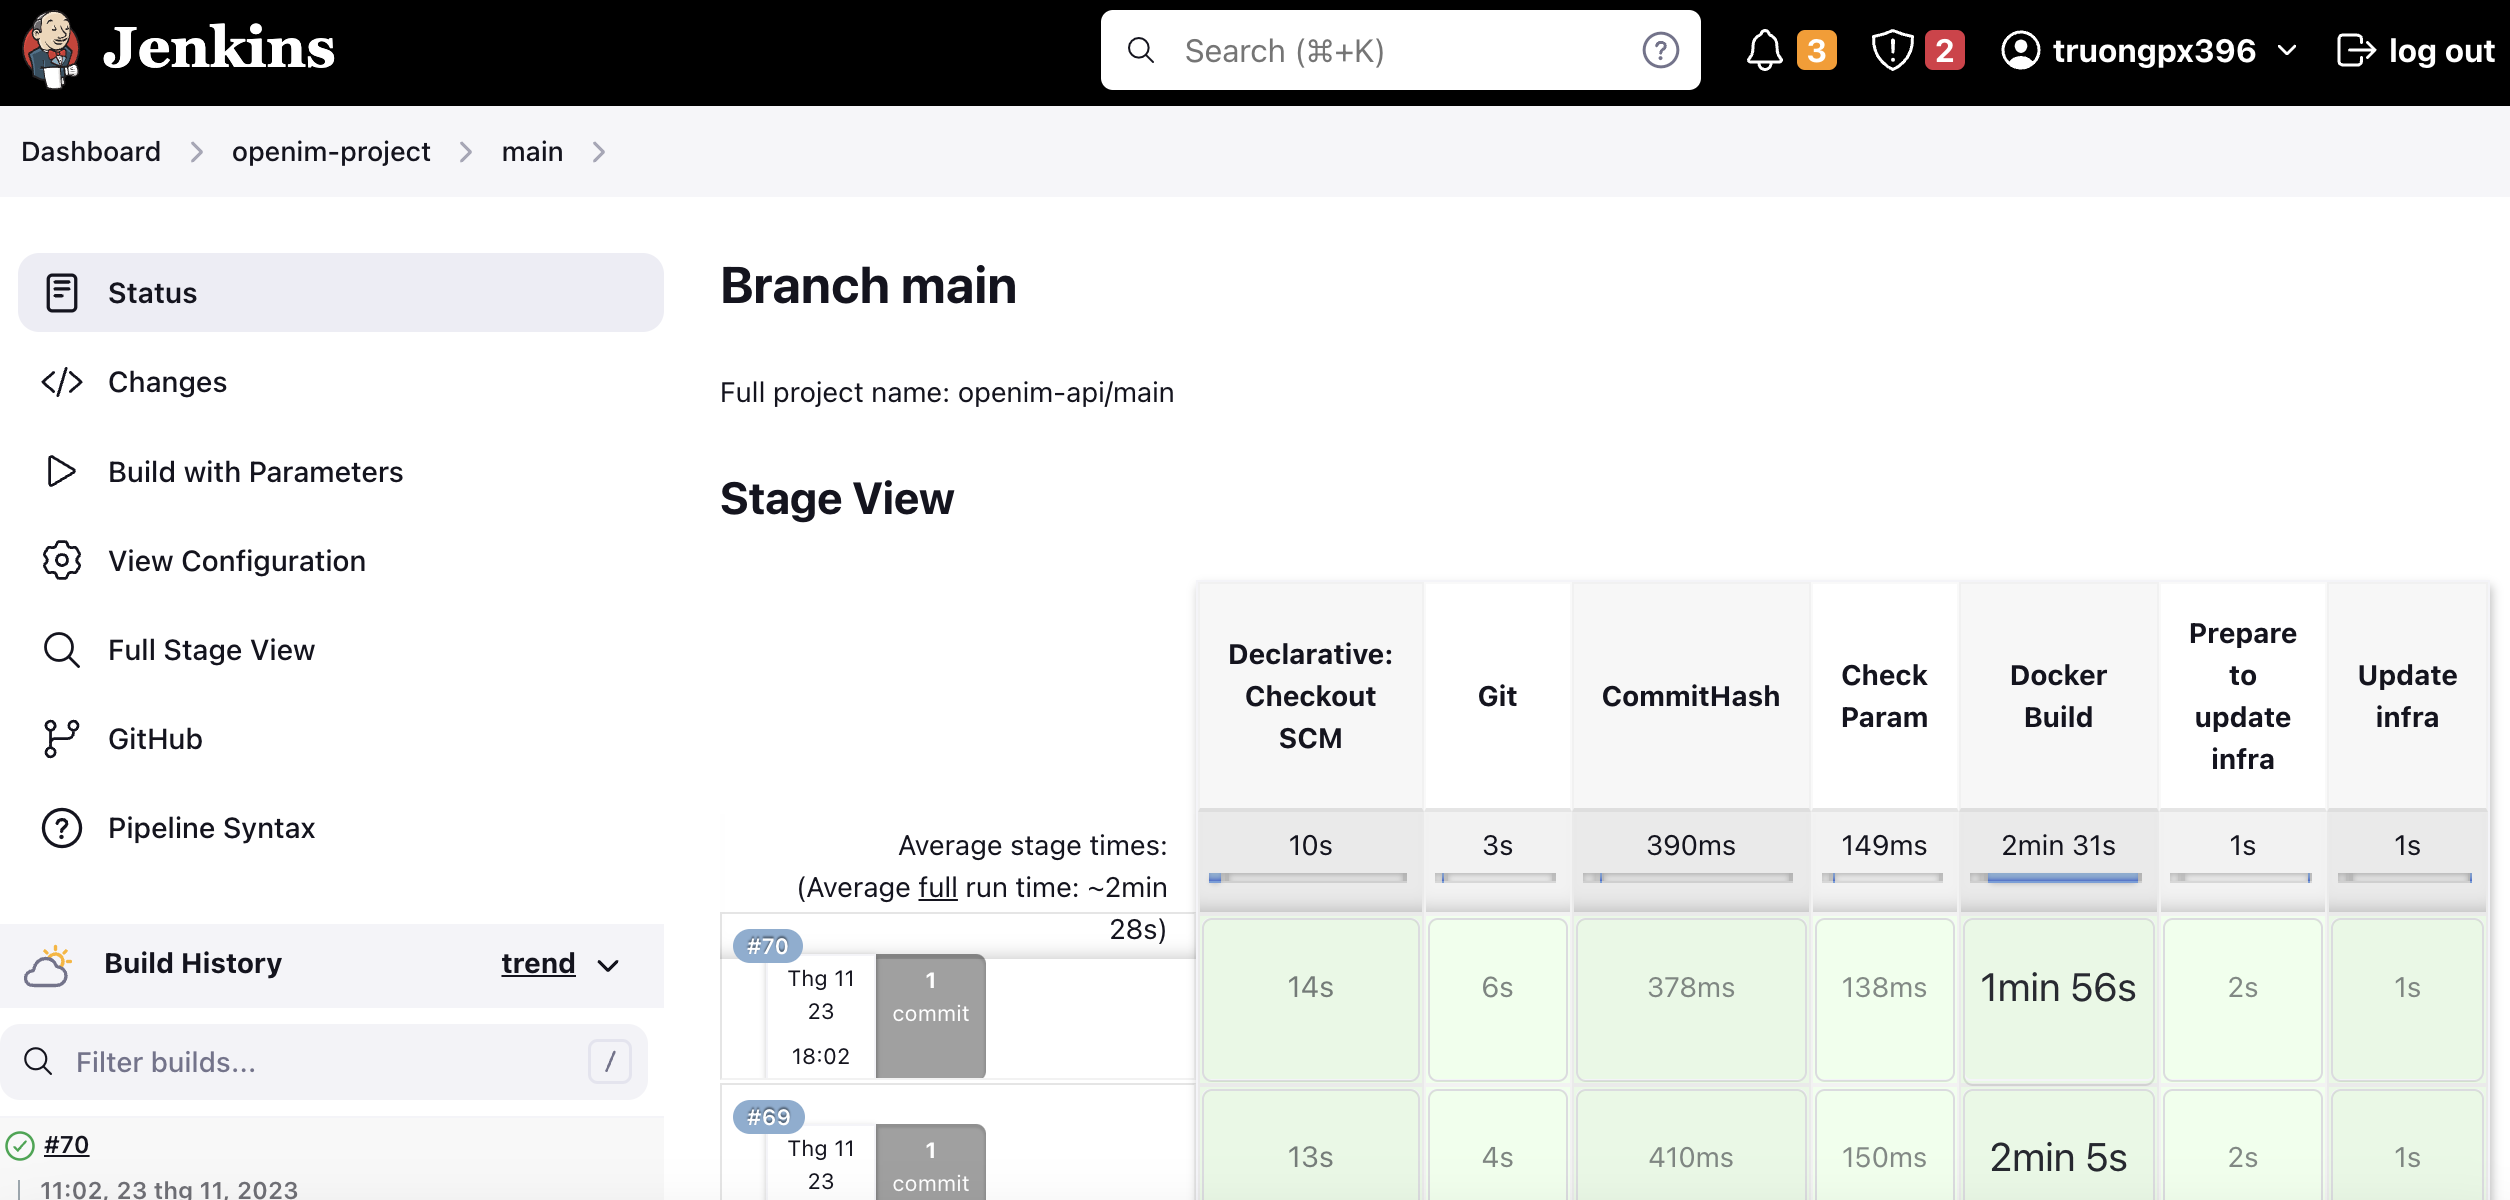 Jenkins
Search (⌘+K)
?
3
2
truongpx396
log out
Dashboard
openim-project
main
Status
Changes
Build with Parameters
View Configuration
Full Stage View
GitHub
Pipeline Syntax
Build History
trend
Filter builds...
/
#70
11:02, 23 thg 11, 2023
Branch main
Full project name: openim-api/main
Stage View
Declarative:
Checkout
SCM
Git
CommitHash
Check
Param
Docker
Build
Prepare
to
update
infra
Update
infra
Average stage times:
(Average full run time: ~2min
28s)
10s
3s
390ms
149ms
2min 31s
1s
1s
#70
Thg 11
23
18:02
1
commit
14s
6s
378ms
138ms
1min 56s
2s
1s
#69
Thg 11
23
1
commit
13s
4s
410ms
150ms
2min 5s
2s
1s